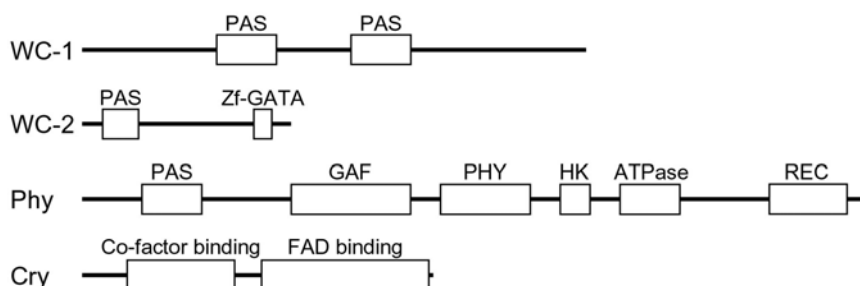 PAS PAS
WC-1
PAS Zf-GATA
WC-2
PAS GAF PHY HK ATPase REC
Phy
Co-factor binding FAD binding
Cry